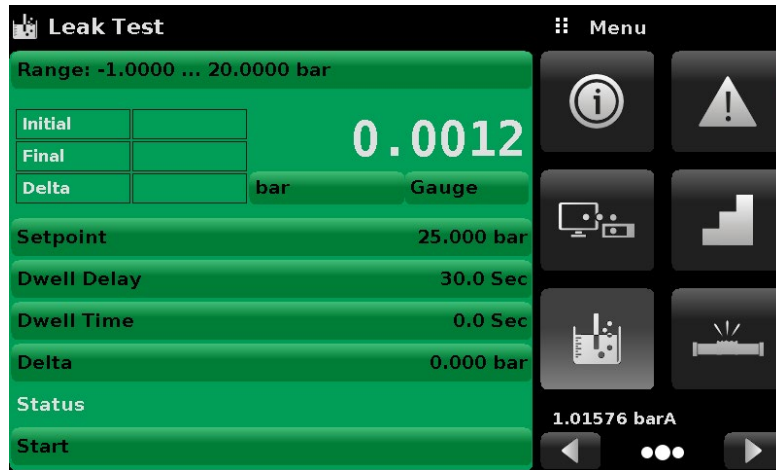 Leak Test
Menu
Range: -1.0000 ... 20.0000 bar
Initial
Final
Delta
0.0012
bar Gauge
Setpoint 25.000 bar
Dwell Delay 30.0 Sec
Dwell Time 0.0 Sec
Delta 0.000 bar
Status
Start
1.01576 barA